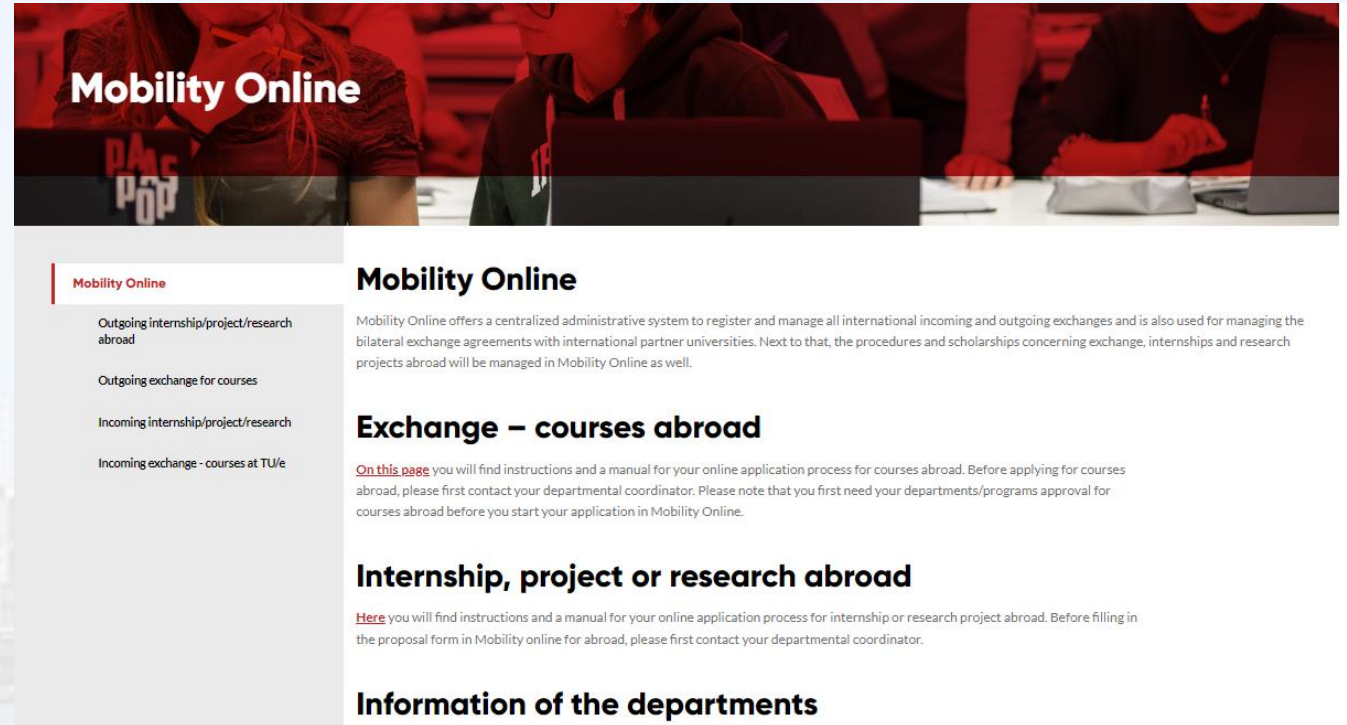 Mobility Online
PAAS
POP
Mobility Online
Outgoing internship/project/research
abroad
Outgoing exchange for courses
Incoming internship/project/research
Incoming exchange - courses at TU/e
Mobility Online
Mobility Online offers a centralized administrative system to register and manage all international incoming and outgoing exchanges and is also used for managing the
bilateral exchange agreements with international partner universities. Next to that, the procedures and scholarships concerning exchange, internships and research
projects abroad will be managed in Mobility Online as well.
Exchange – courses abroad
On this page you will find instructions and a manual for your online application process for courses abroad. Before applying for courses
abroad, please first contact your departmental coordinator. Please note that you first need your departments/programs approval for
courses abroad before you start your application in Mobility Online.
Internship, project or research abroad
Here you will find instructions and a manual for your online application process for internship or research project abroad. Before filling in
the proposal form in Mobility online for abroad, please first contact your departmental coordinator.
Information of the departments